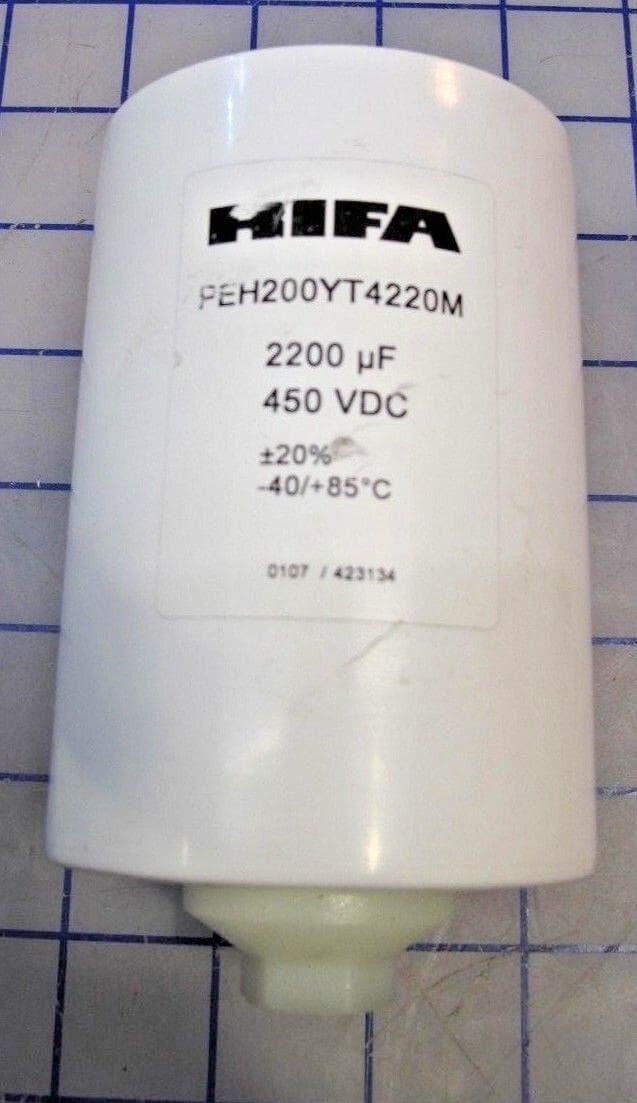 HIFA
PEH200YT4220M
2200 µF
450 VDC
±20%
-40/+85°C
0107 / 423134